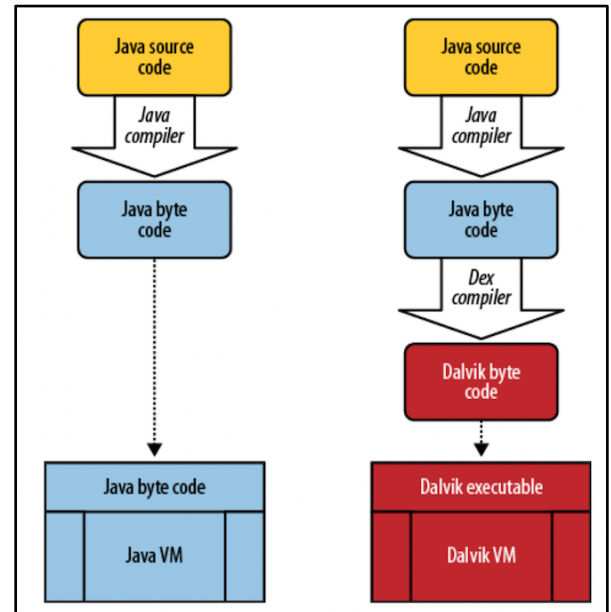 Java source
code
Java
compiler
Java byte
code
Java byte code
Java VM
Java source
code
Java
compiler
Java byte
code
Dex
compiler
Dalvik byte
code
Dalvik executable
Dalvik VM